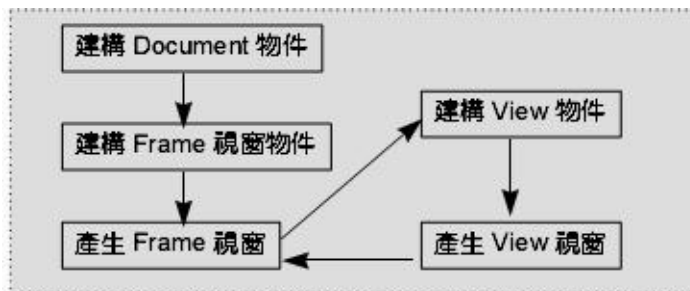 建構 Document 物件
建構 Frame 視窗物件
產生 Frame 視窗
建構 View 物件
產生 View 視窗